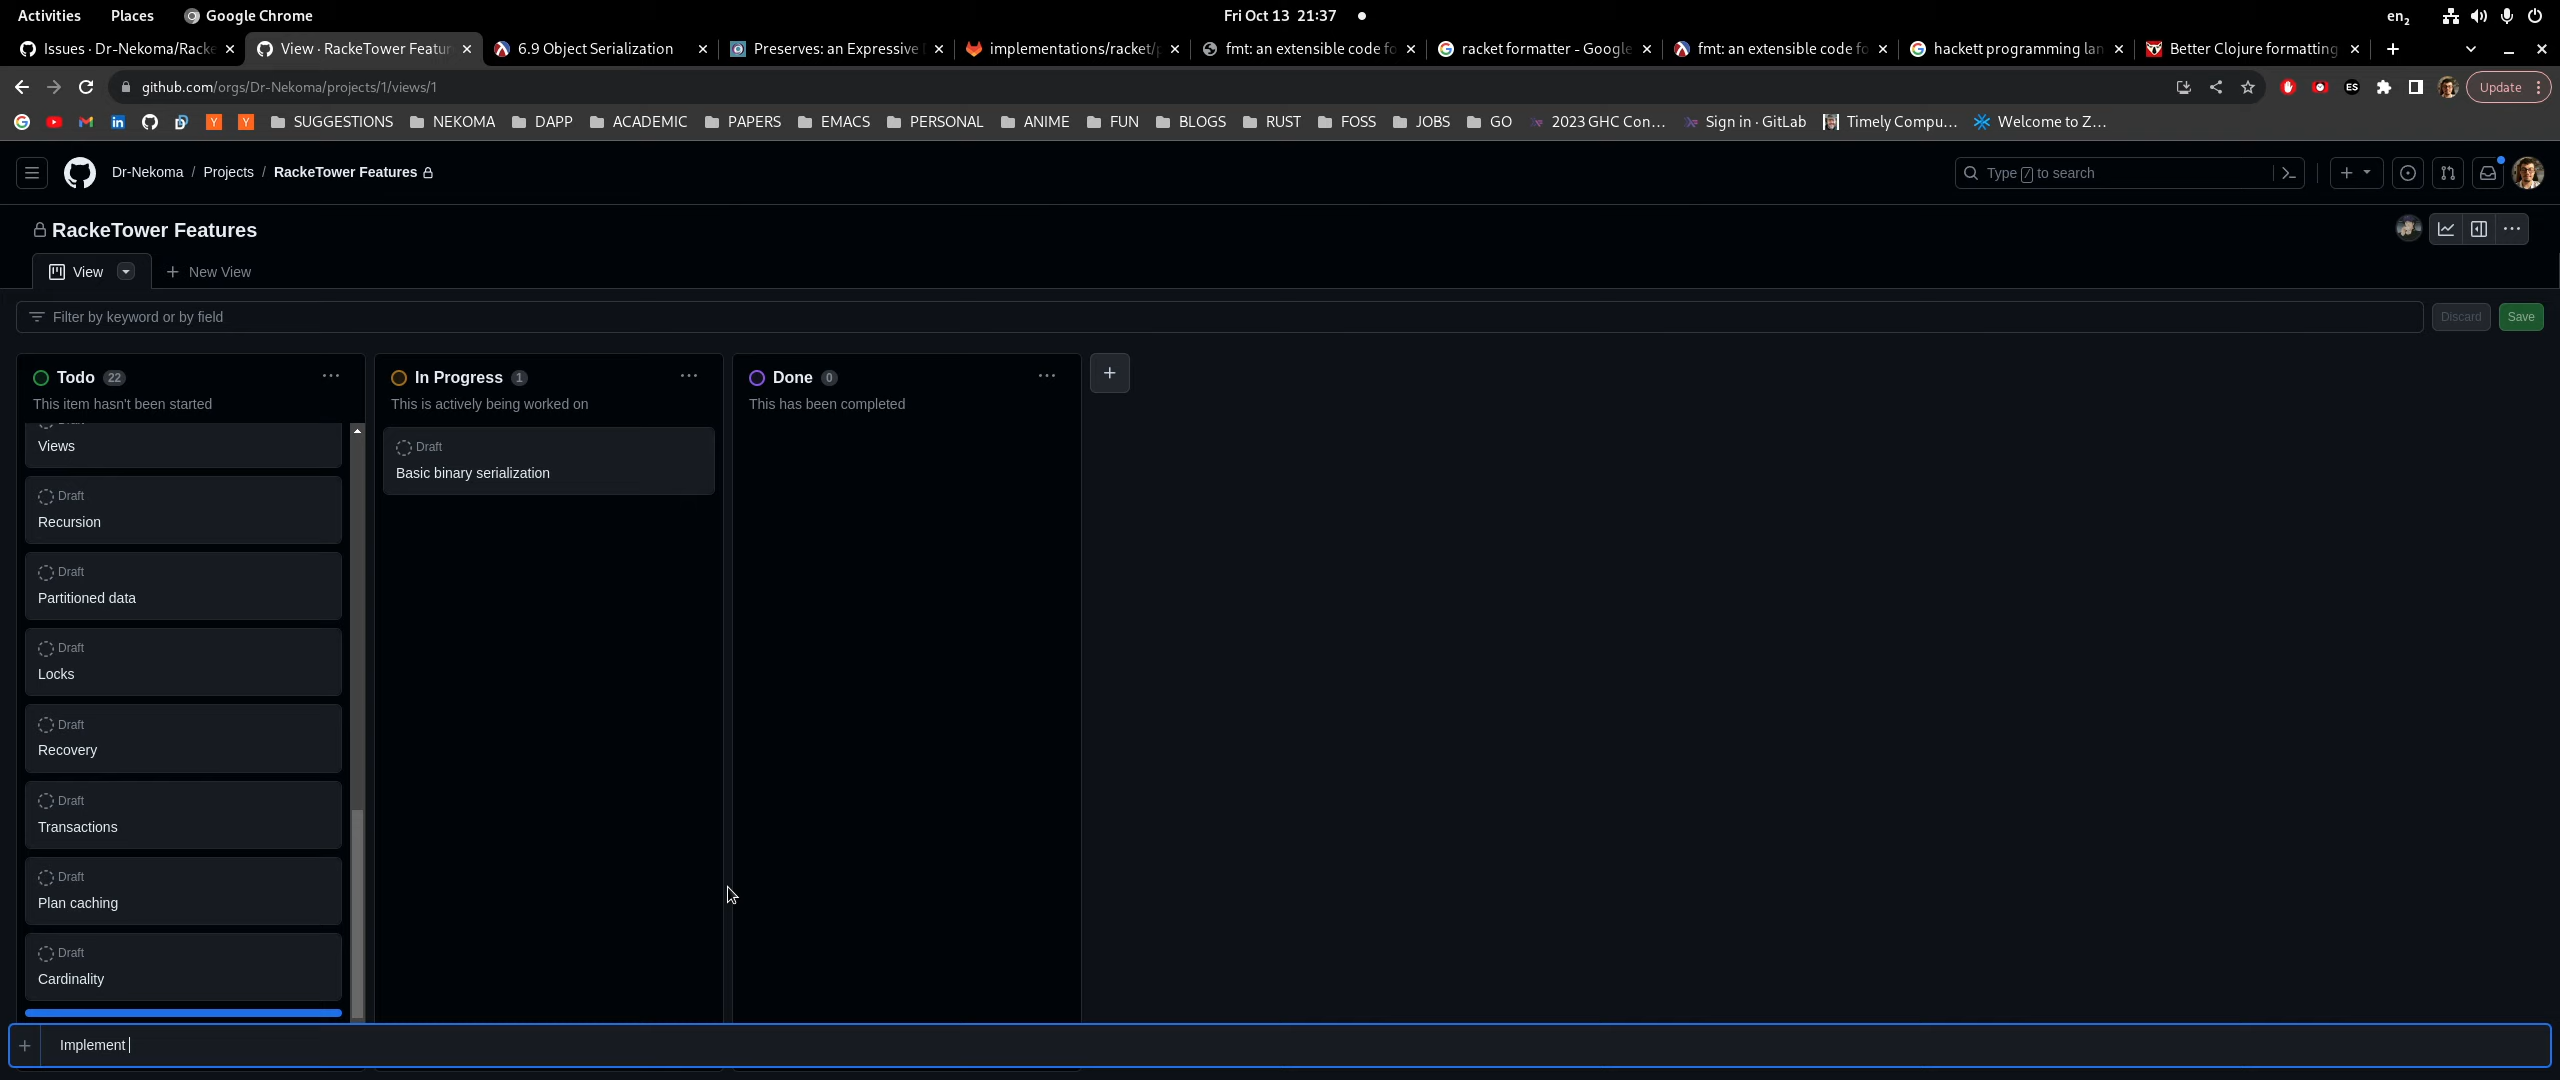 Activities Places Google Chrome Fri Oct 13 21:37 en2
Issues · Dr-Nekoma/Racke View · RackeTower Featur 6.9 Object Serialization Preserves: an Expressive implementations/racket/p fmt: an extensible code fo racket formatter - Google fmt: an extensible code fo hackett programming lan Better Clojure formatting
github.com/orgs/Dr-Nekoma/projects/1/views/1 ES Update
SUGGESTIONS NEKOMA DAPP ACADEMIC PAPERS EMACS PERSONAL ANIME FUN BLOGS RUST FOSS JOBS GO 2023 GHC Con... Sign in · GitLab Timely Compu... Welcome to Z...
Dr-Nekoma / Projects / RackeTower Features Type / to search
RackeTower Features
View New View
Filter by keyword or by field Discard Save
Todo 22
This item hasn't been started
Draft
Views
Draft
Recursion
Draft
Partitioned data
Draft
Locks
Draft
Recovery
Draft
Transactions
Draft
Plan caching
Draft
Cardinality
In Progress 1
This is actively being worked on
Draft
Basic binary serialization
Done 0
This has been completed
Implement